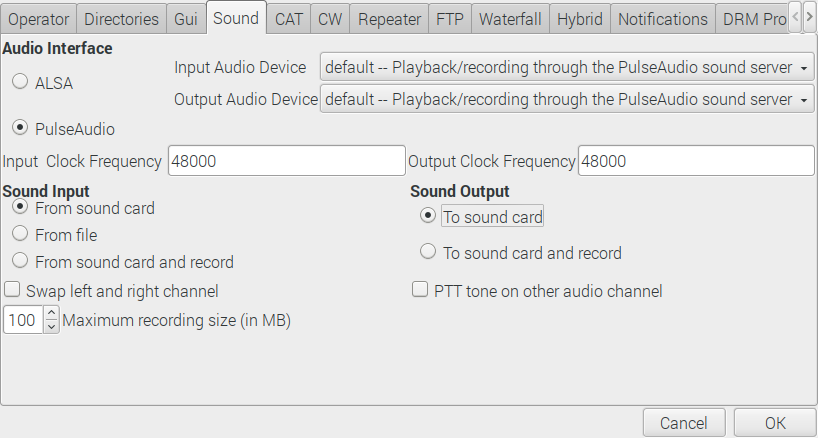 Operator Directories Gui Sound CAT CW Repeater FTP Waterfall Hybrid Notifications DRM Pro
Audio Interface
ALSA
Input Audio Device default -- Playback/recording through the PulseAudio sound server
Output Audio Device default -- Playback/recording through the PulseAudio sound server
PulseAudio
Input Clock Frequency 48000 Output Clock Frequency 48000
Sound Input
From sound card
From file
From sound card and record
Swap left and right channel
100 Maximum recording size (in MB)
Sound Output
To sound card
To sound card and record
PTT tone on other audio channel
Cancel OK